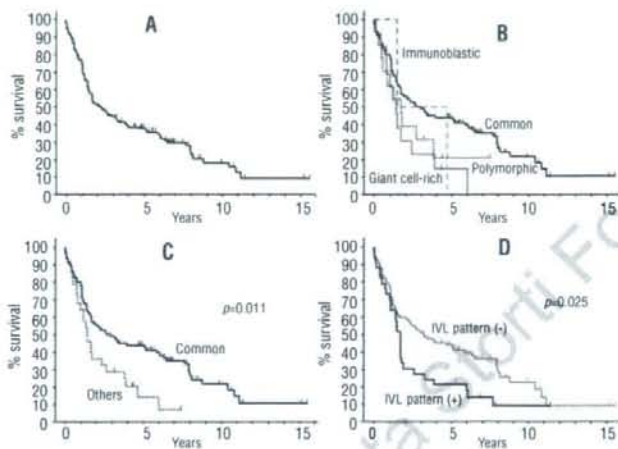 A
100
90
80
70
60
50
40
30
20
10
% survival
0 5 10 15
Years
B
100
90
80
70
60
50
40
30
20
10
% survival
Immunoblastic
Common
Polymorphic
Giant cell-rich
0 5 10 15
Years
C
100
90
80
70
60
50
40
30
20
10
% survival
p=0.011
Common
Others
0 5 10 15
Years
D
100
90
80
70
60
50
40
30
20
10
% survival
p=0.025
IVL pattern (-)
IVL pattern (+)
0 5 10 15
Years
ta Storti Fo